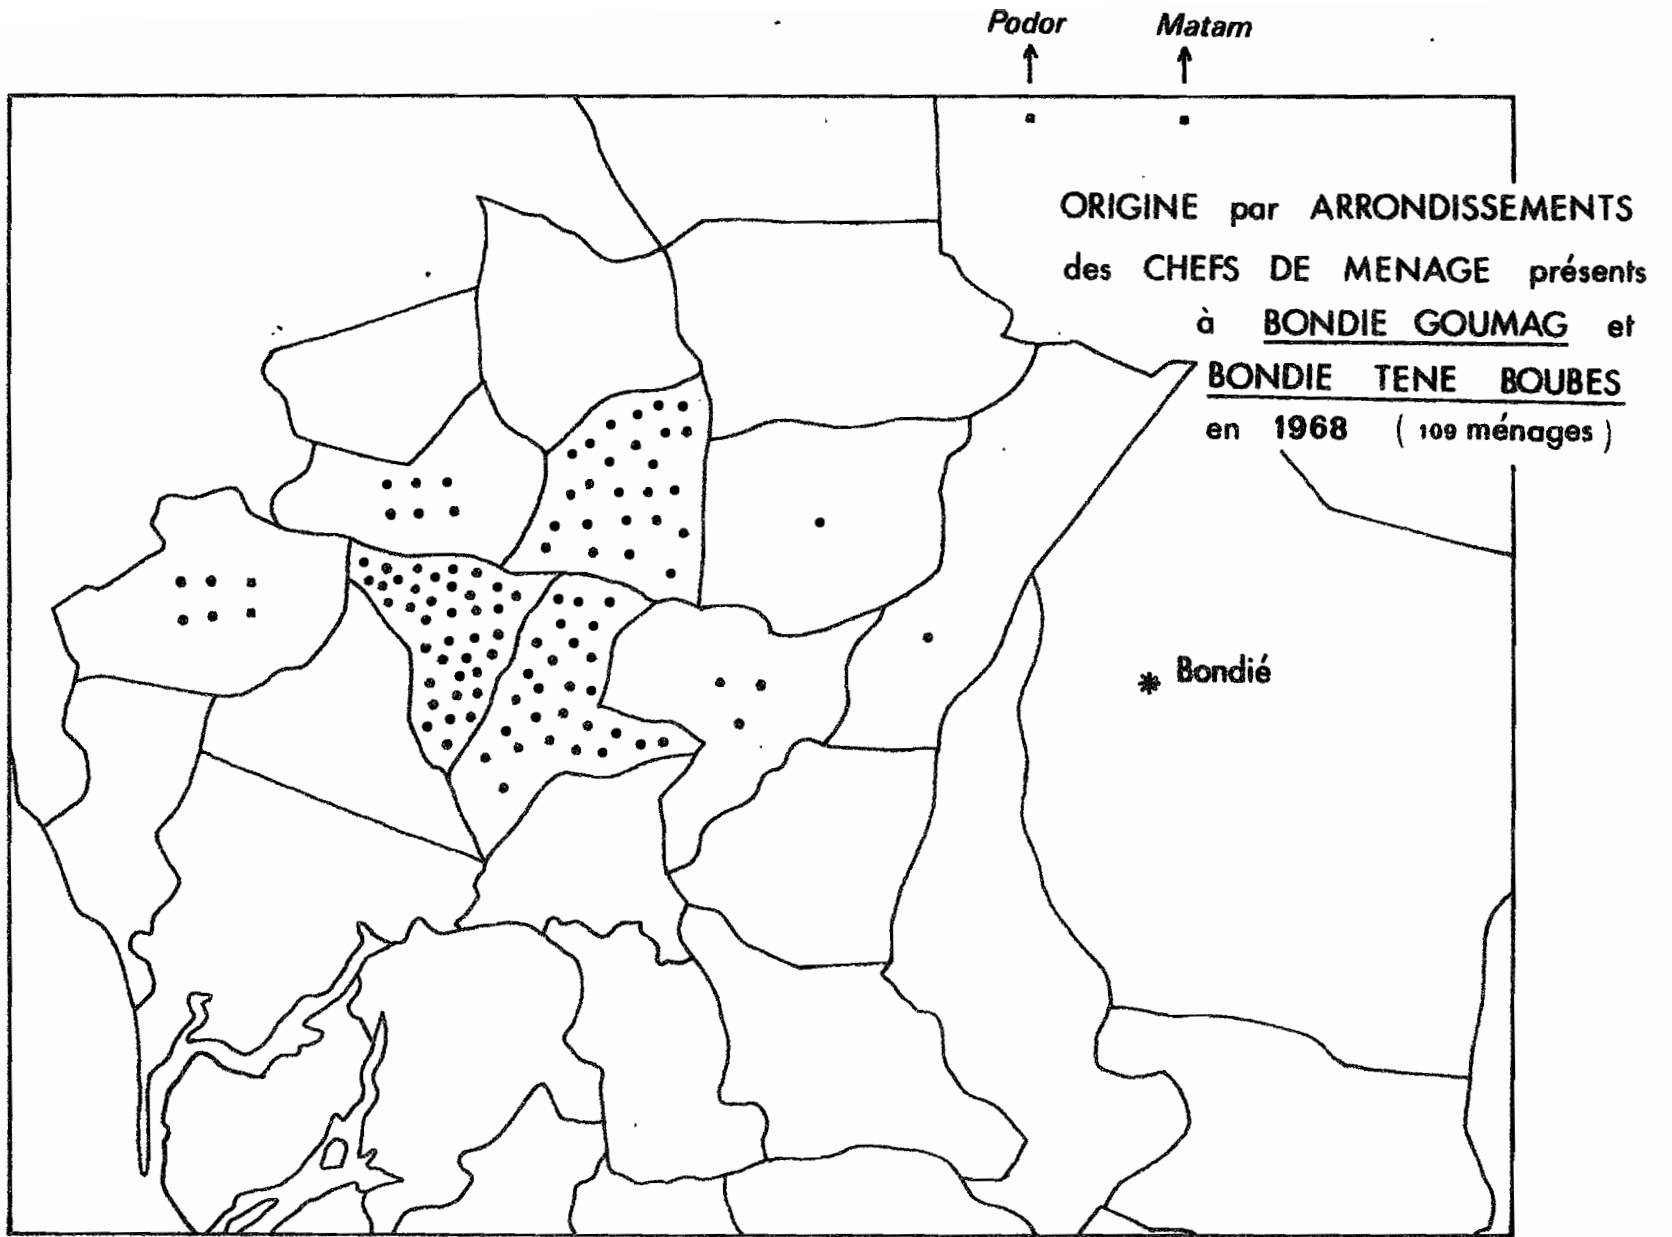 Podor Matam
ORIGINE par ARRONDISSEMENTS
des CHEFS DE MENAGE présents
à BONDIE GOUMAG et
BONDIE TENE BOUBES
en 1968 ( 109 ménages )
Bondié